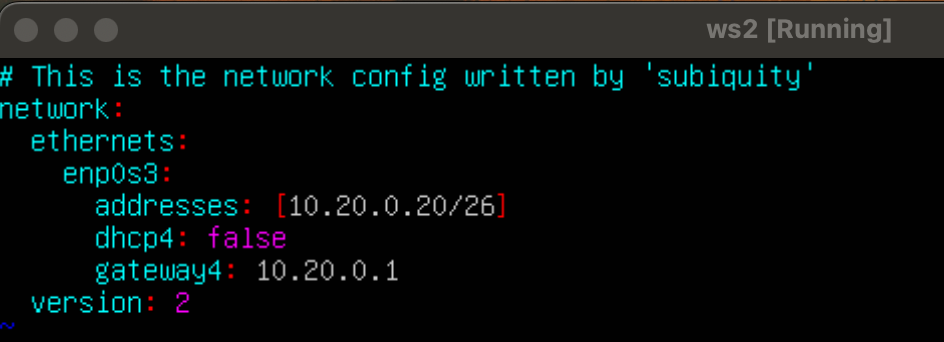 ws2 [Running]
# This is the network config written by 'subiquity'
network:
  ethernets:
    enp0s3:
      addresses: [10.20.0.20/26]
      dhcp4: false
      gateway4: 10.20.0.1
  version: 2
~